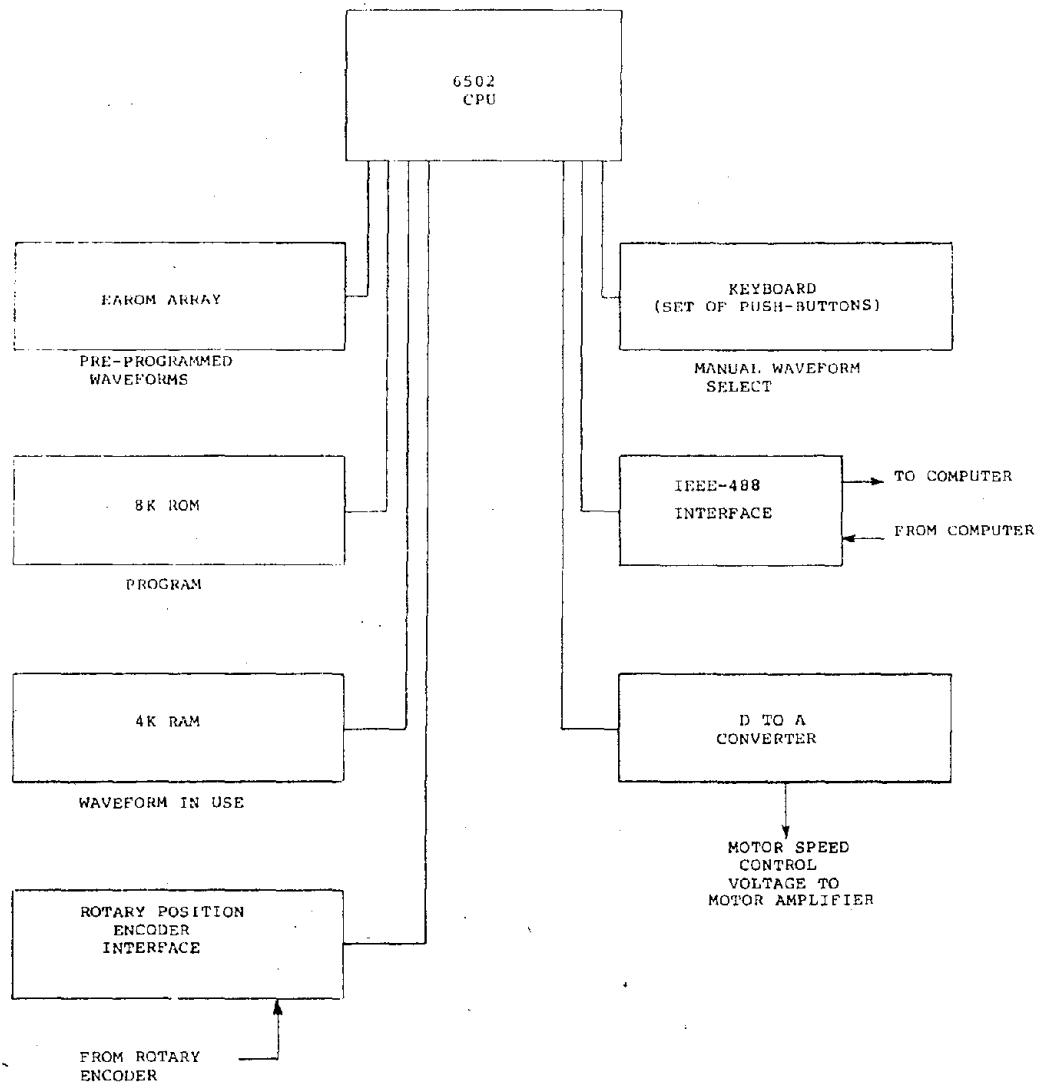 6502
CPU
EAROM ARRAY
PRE-PROGRAMMED
WAVEFORMS
KEYBOARD
(SET OF PUSH-BUTTONS)
MANUAL WAVEFORM
SELECT
8K ROM
PROGRAM
IEEE-488
INTERFACE
TO COMPUTER
FROM COMPUTER
4K RAM
WAVEFORM IN USE
D TO A
CONVERTER
MOTOR SPEED
CONTROL
VOLTAGE TO
MOTOR AMPLIFIER
ROTARY POSITION
ENCODER
INTERFACE
FROM ROTARY
ENCODER